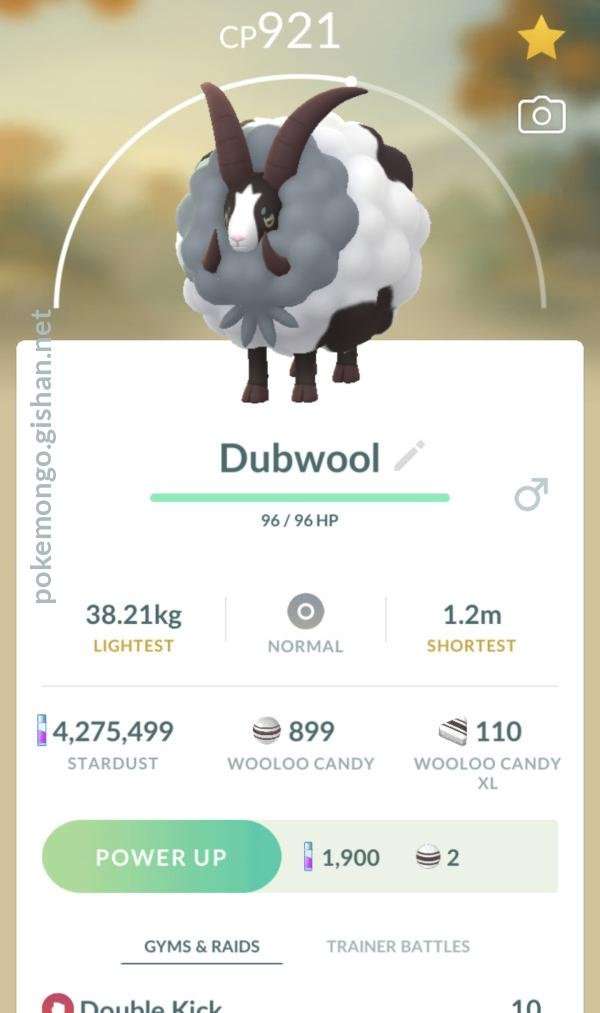 CP921
pokemongo.gishan.net
Dubwool
96 / 96 HP
38.21kg
1.2m
LIGHTEST
NORMAL
SHORTEST
4,275,499
899
110
STARDUST
WOOLOO CANDY
WOOLOO CANDY
XL
POWER UP
1,900
2
GYMS & RAIDS
TRAINER BATTLES
Double Kick
10